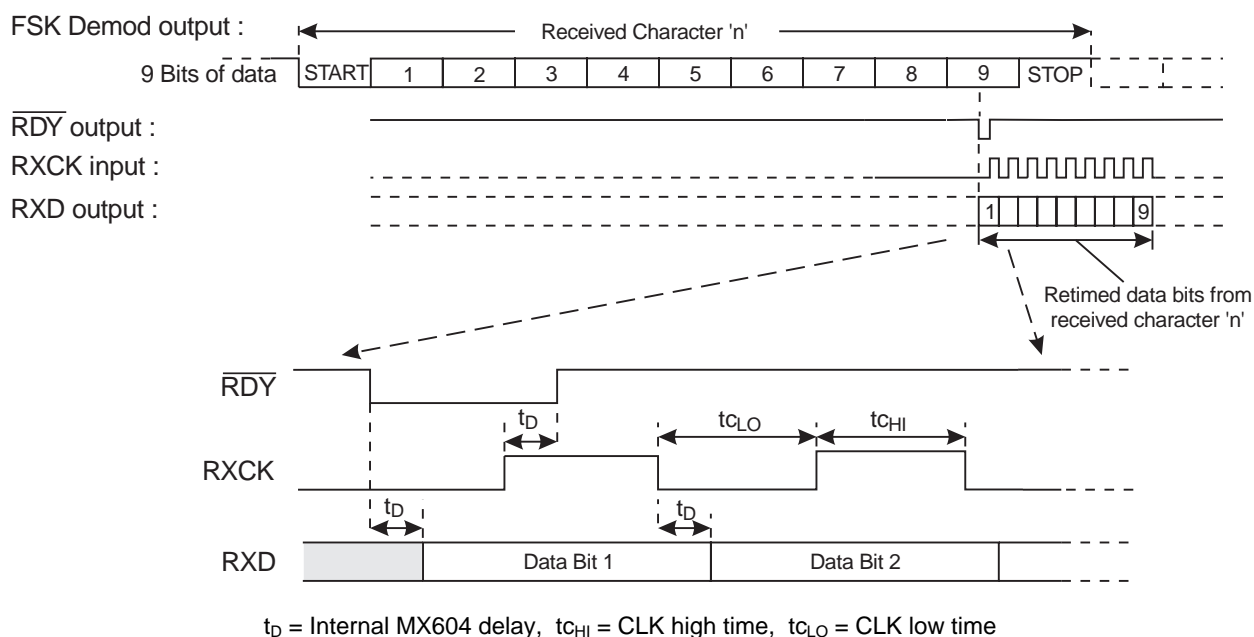 FSK Demod output :
Received Character 'n'
9 Bits of data START 1 2 3 4 5 6 7 8 9 STOP
RDY output :
RXCK input :
RXD output :
1 9
Retimed data bits from
received character 'n'
RDY
tD tcLO tcHI
RXCK
tD tD
RXD Data Bit 1 Data Bit 2
tD = Internal MX604 delay, tcHI = CLK high time, tcLO = CLK low time